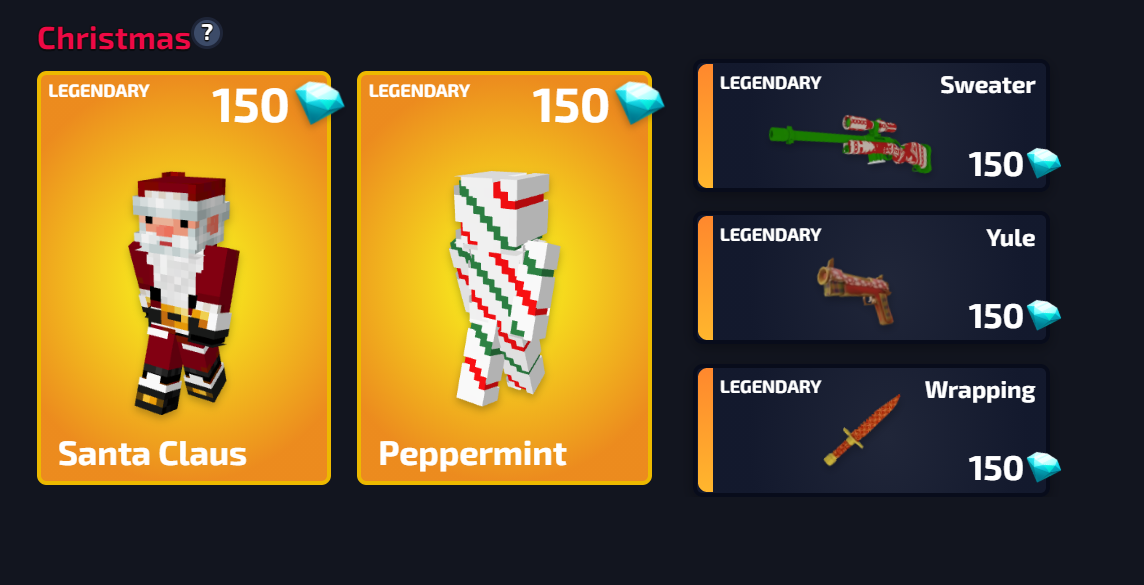 Christmas ?
LEGENDARY
150
Santa Claus
LEGENDARY
150
Peppermint
LEGENDARY
Sweater
150
LEGENDARY
Yule
150
LEGENDARY
Wrapping
150